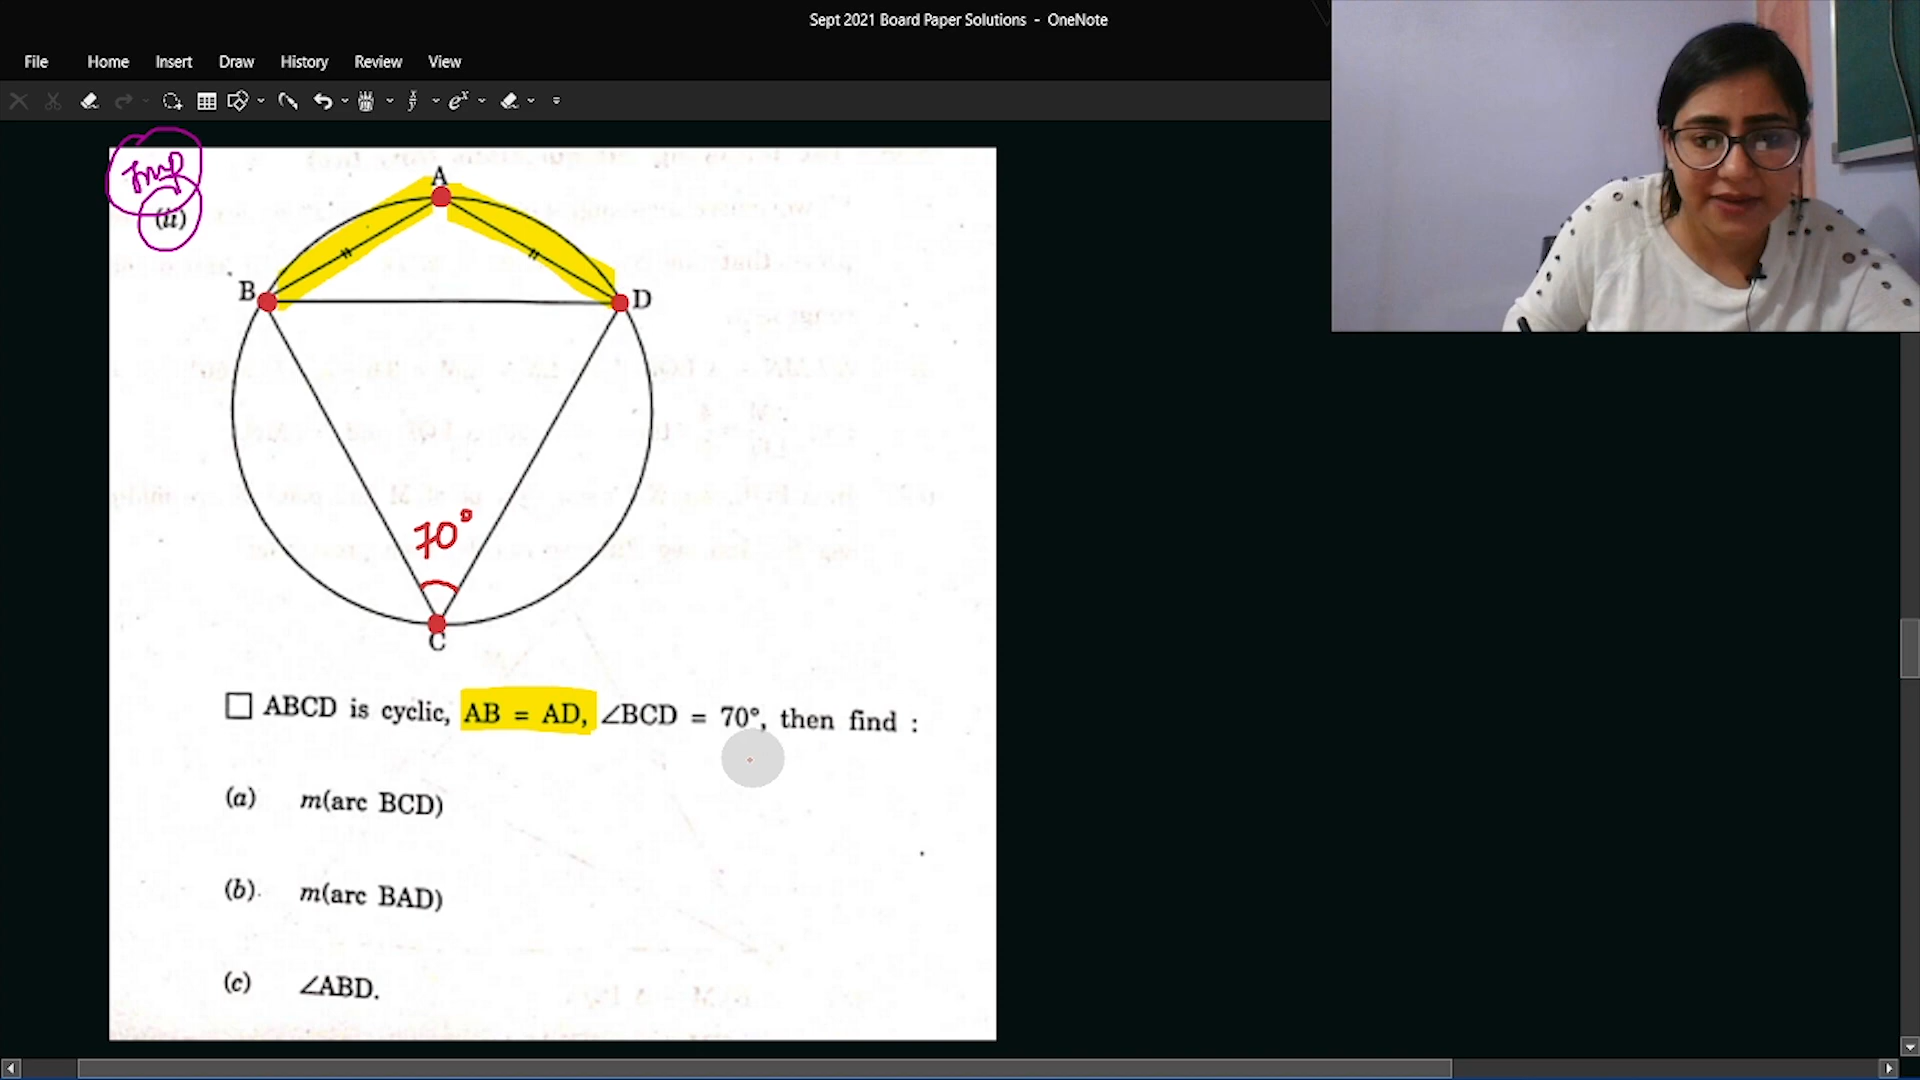 Sept 2021 Board Paper Solutions - OneNote
File Home Insert Draw History Review View
Imp
(ii)
A
B
D
70°
C
□ ABCD is cyclic, AB = AD, ∠BCD = 70°, then find :
(a) m(arc BCD)
(b). m(arc BAD)
(c) ∠ABD.